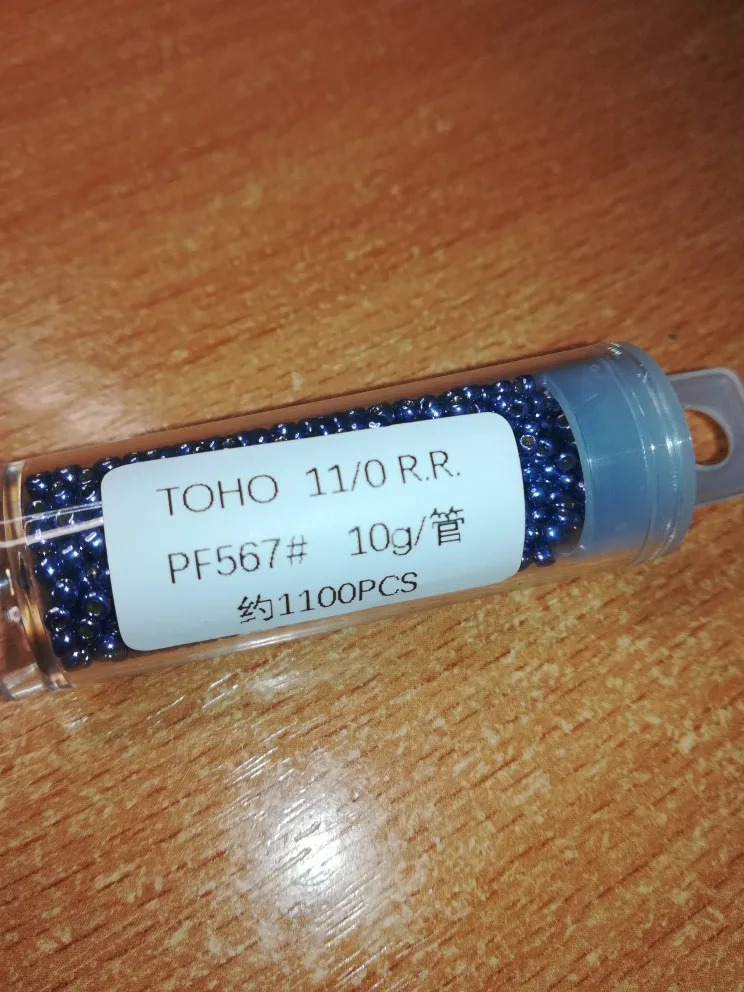 TOHO 11/0 R.R.
PF567# 10g/管
约1100PCS